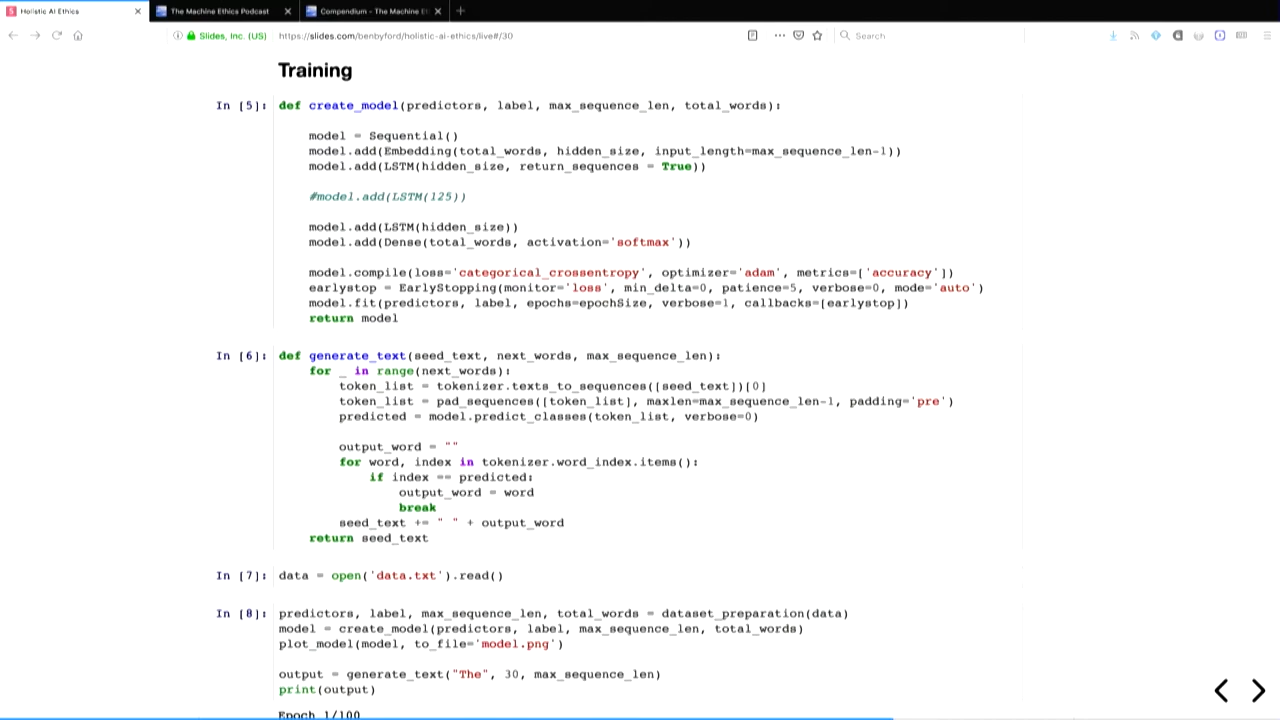 Holistic AI Ethics
The Machine Ethics Podcast
Compendium - The Machine Et
Slides, Inc. (US) https://slides.com/benbyford/holistic-ai-ethics/live#/30
Search
Training
In [5]: def create_model(predictors, label, max_sequence_len, total_words):
model = Sequential()
model.add(Embedding(total_words, hidden_size, input_length=max_sequence_len-1))
model.add(LSTM(hidden_size, return_sequences = True))
#model.add(LSTM(125))
model.add(LSTM(hidden_size))
model.add(Dense(total_words, activation='softmax'))
model.compile(loss='categorical_crossentropy', optimizer='adam', metrics=['accuracy'])
earlystop = EarlyStopping(monitor='loss', min_delta=0, patience=5, verbose=0, mode='auto')
model.fit(predictors, label, epochs=epochSize, verbose=1, callbacks=[earlystop])
return model
In [6]: def generate_text(seed_text, next_words, max_sequence_len):
for _ in range(next_words):
token_list = tokenizer.texts_to_sequences([seed_text])[0]
token_list = pad_sequences([token_list], maxlen=max_sequence_len-1, padding='pre')
predicted = model.predict_classes(token_list, verbose=0)
output_word = ""
for word, index in tokenizer.word_index.items():
if index == predicted:
output_word = word
break
seed_text += " " + output_word
return seed_text
In [7]: data = open('data.txt').read()
In [8]: predictors, label, max_sequence_len, total_words = dataset_preparation(data)
model = create_model(predictors, label, max_sequence_len, total_words)
plot_model(model, to_file='model.png')
output = generate_text("The", 30, max_sequence_len)
print(output)
Epoch 1/100